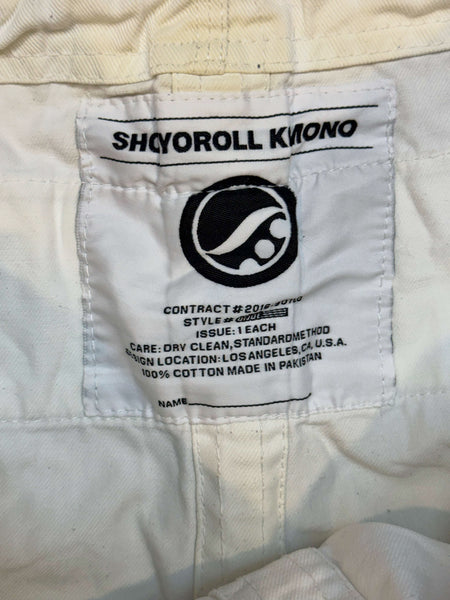 SHOYOROLL KIMONO
CONTRACT #
STYLE #
ISSUE: 1 EACH
CARE: DRY CLEAN, STANDARD METHOD
DESIGN LOCATION: LOS ANGELES, CA, U.S.A.
100% COTTON MADE IN PAKISTAN
NAME